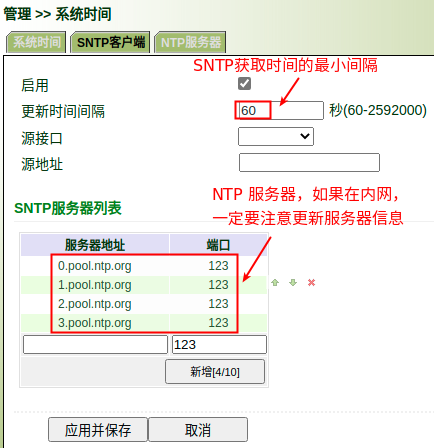 管理 >> 系统时间
系统时间 SNTP客户端 NTP服务器
SNTP获取时间的最小间隔
启用
更新时间间隔 60 秒(60-2592000)
源接口
源地址
NTP 服务器，如果在内网，
一定要注意更新服务器信息
SNTP服务器列表
服务器地址 端口
0.pool.ntp.org 123
1.pool.ntp.org 123
2.pool.ntp.org 123
3.pool.ntp.org 123
123
新增[4/10]
应用并保存 取消